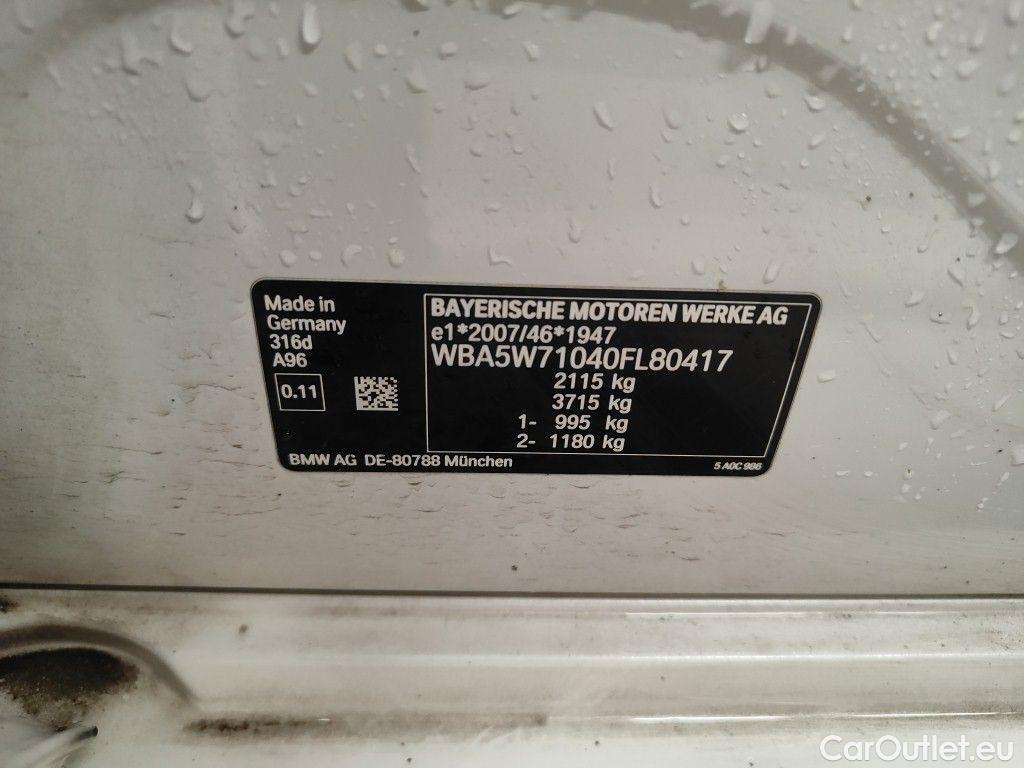 Made in
Germany
316d
A96
0.11
BAYERISCHE MOTOREN WERKE AG
e1*2007/46*1947
WBA5W71040FL80417
2115 kg
3715 kg
1- 995 kg
2- 1180 kg
BMW AG DE-80788 München
5 A0C 986
CarOutlet.eu